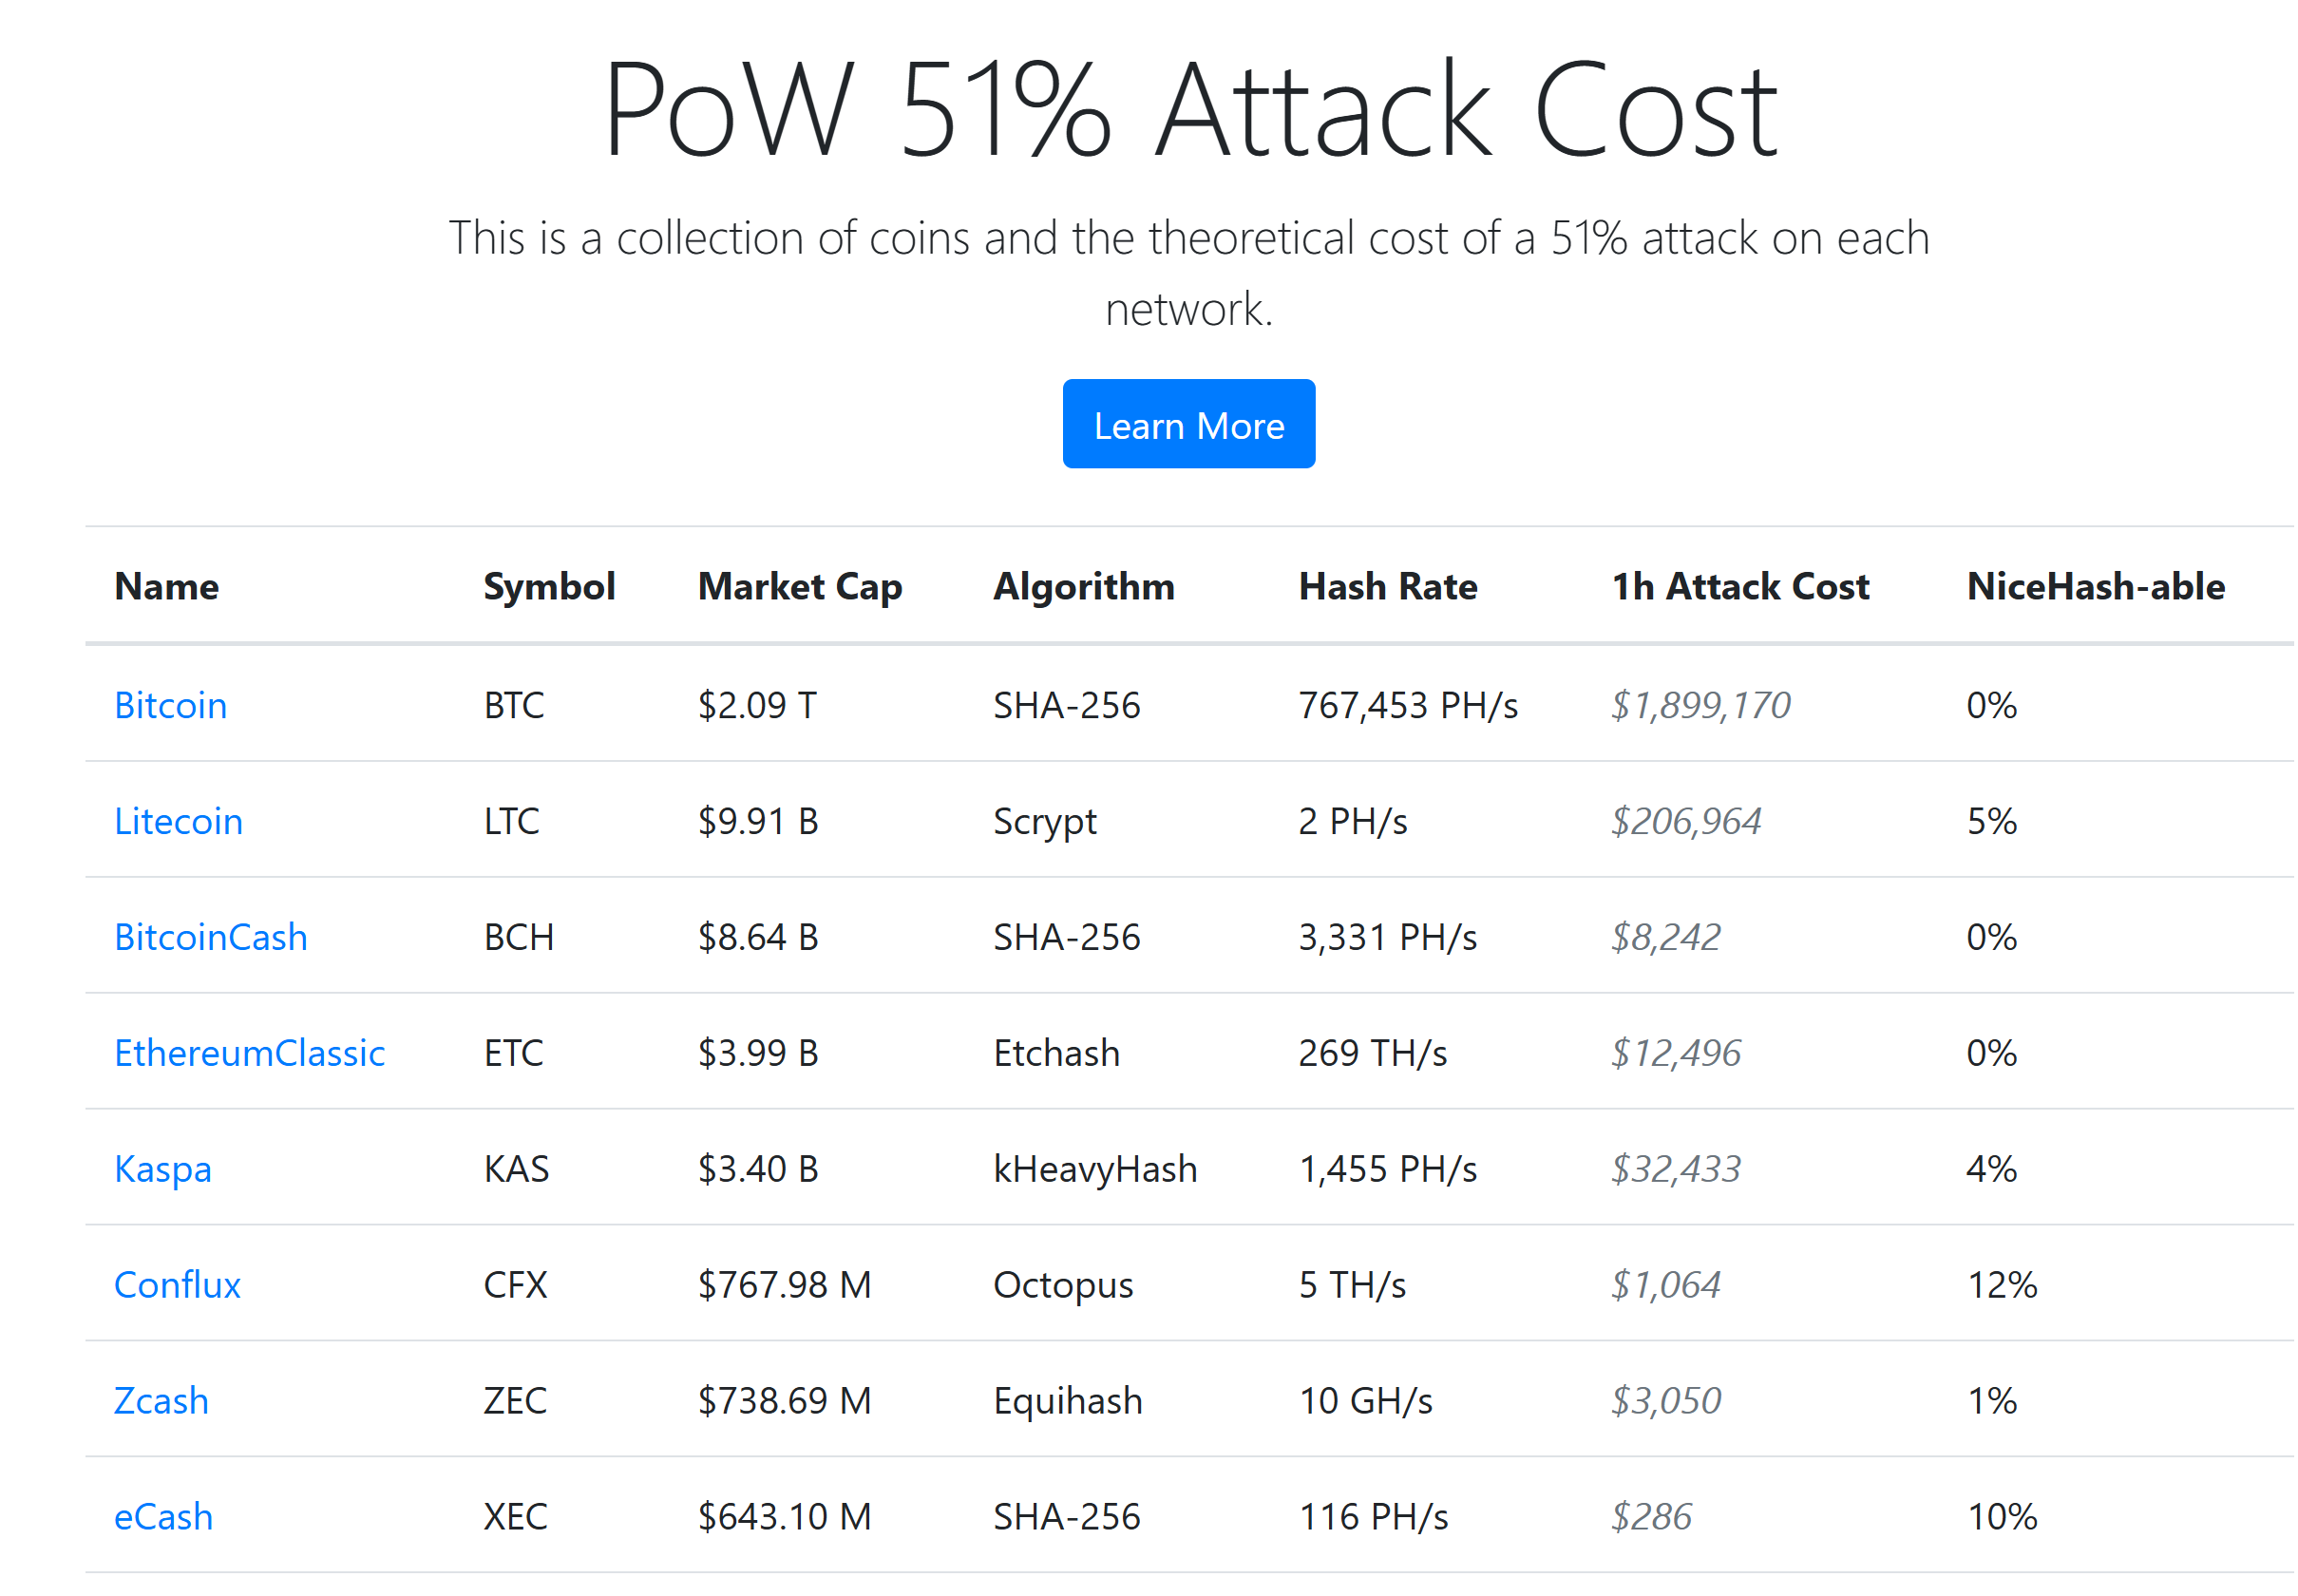 PoW 51% Attack Cost
This is a collection of coins and the theoretical cost of a 51% attack on each
network.
Learn More
Name Symbol Market Cap Algorithm Hash Rate 1h Attack Cost NiceHash-able
Bitcoin BTC $2.09 T SHA-256 767,453 PH/s $1,899,170 0%
Litecoin LTC $9.91 B Scrypt 2 PH/s $206,964 5%
BitcoinCash BCH $8.64 B SHA-256 3,331 PH/s $8,242 0%
EthereumClassic ETC $3.99 B Etchash 269 TH/s $12,496 0%
Kaspa KAS $3.40 B kHeavyHash 1,455 PH/s $32,433 4%
Conflux CFX $767.98 M Octopus 5 TH/s $1,064 12%
Zcash ZEC $738.69 M Equihash 10 GH/s $3,050 1%
eCash XEC $643.10 M SHA-256 116 PH/s $286 10%